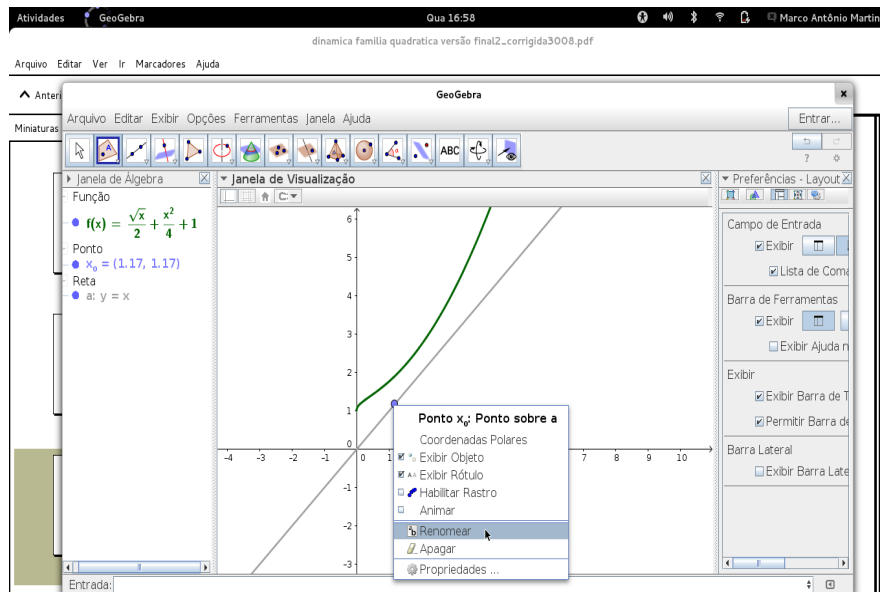 Atividades GeoGebra Qua 16:58 Marco Antônio Martin
dinamica familia quadratica versão final2_corrigida3008.pdf
Arquivo Editar Ver Ir Marcadores Ajuda
Anteri
Miniaturas
GeoGebra
Arquivo Editar Exibir Opções Ferramentas Janela Ajuda
Entrar...
ABC
?
Janela de Álgebra
Função
f(x) = √x/2 + x²/4 + 1
Ponto
x₀ = (1.17, 1.17)
Reta
a: y = x
Janela de Visualização
6
5
4
3
2
1
0
-1
-2
-3
-4 -3 -2 -1 0 1 7 8 9 10
Ponto x₀: Ponto sobre a
Coordenadas Polares
Exibir Objeto
AA Exibir Rótulo
Habilitar Rastro
Animar
Renomear
Apagar
Propriedades ...
Preferências - Layout
Campo de Entrada
Exibir
Lista de Coma
Barra de Ferramentas
Exibir
Exibir Ajuda n
Exibir
Exibir Barra de T
Permitir Barra de
Barra Lateral
Exibir Barra Late
Entrada: